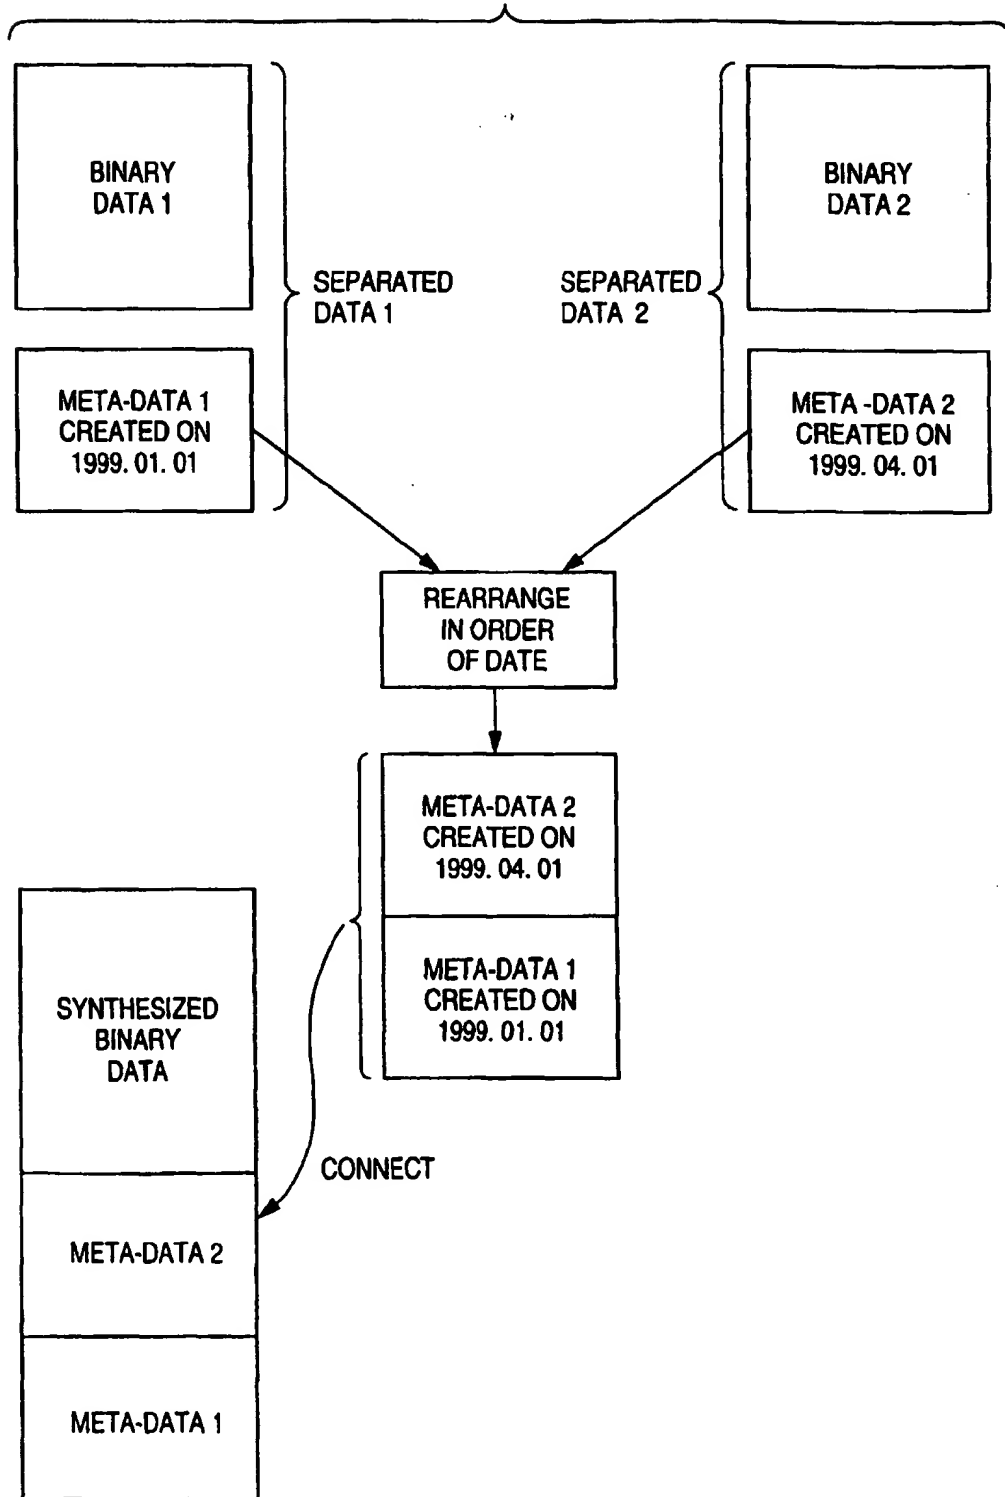 BINARY
DATA 1
BINARY
DATA 2
SEPARATED
DATA 1
SEPARATED
DATA 2
META-DATA 1
CREATED ON
1999. 01. 01
META -DATA 2
CREATED ON
1999. 04. 01
REARRANGE
IN ORDER
OF DATE
META-DATA 2
CREATED ON
1999. 04. 01
META-DATA 1
CREATED ON
1999. 01. 01
SYNTHESIZED
BINARY
DATA
CONNECT
META-DATA 2
META-DATA 1